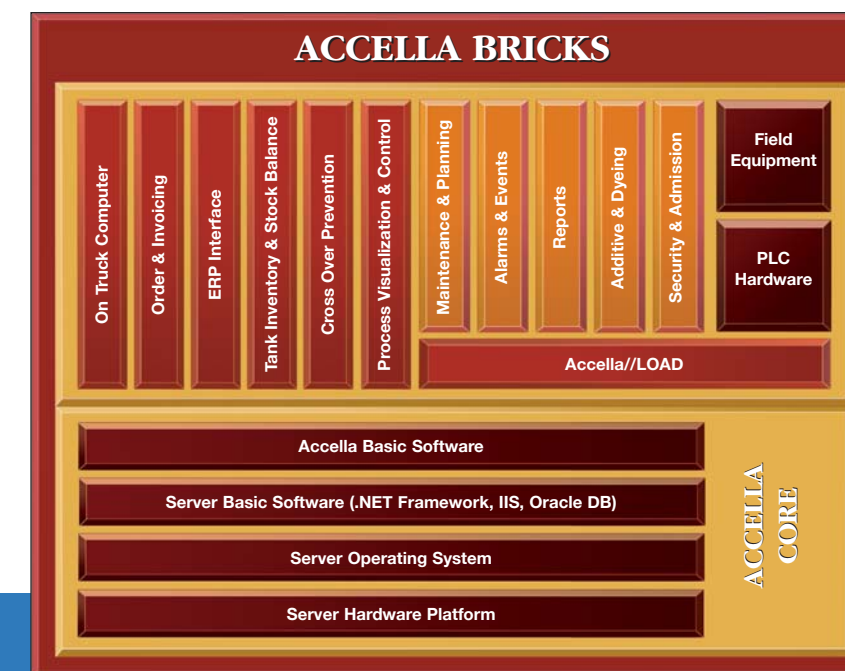 ACCELLA BRICKS
On Truck Computer
Order & Invoicing
ERP Interface
Tank Inventory & Stock Balance
Cross Over Prevention
Process Visualization & Control
Maintenance & Planning
Alarms & Events
Reports
Additive & Dyeing
Security & Admission
Field
Equipment
PLC
Hardware
Accella//LOAD
Accella Basic Software
Server Basic Software (.NET Framework, IIS, Oracle DB)
Server Operating System
Server Hardware Platform
ACCELLA
CORE